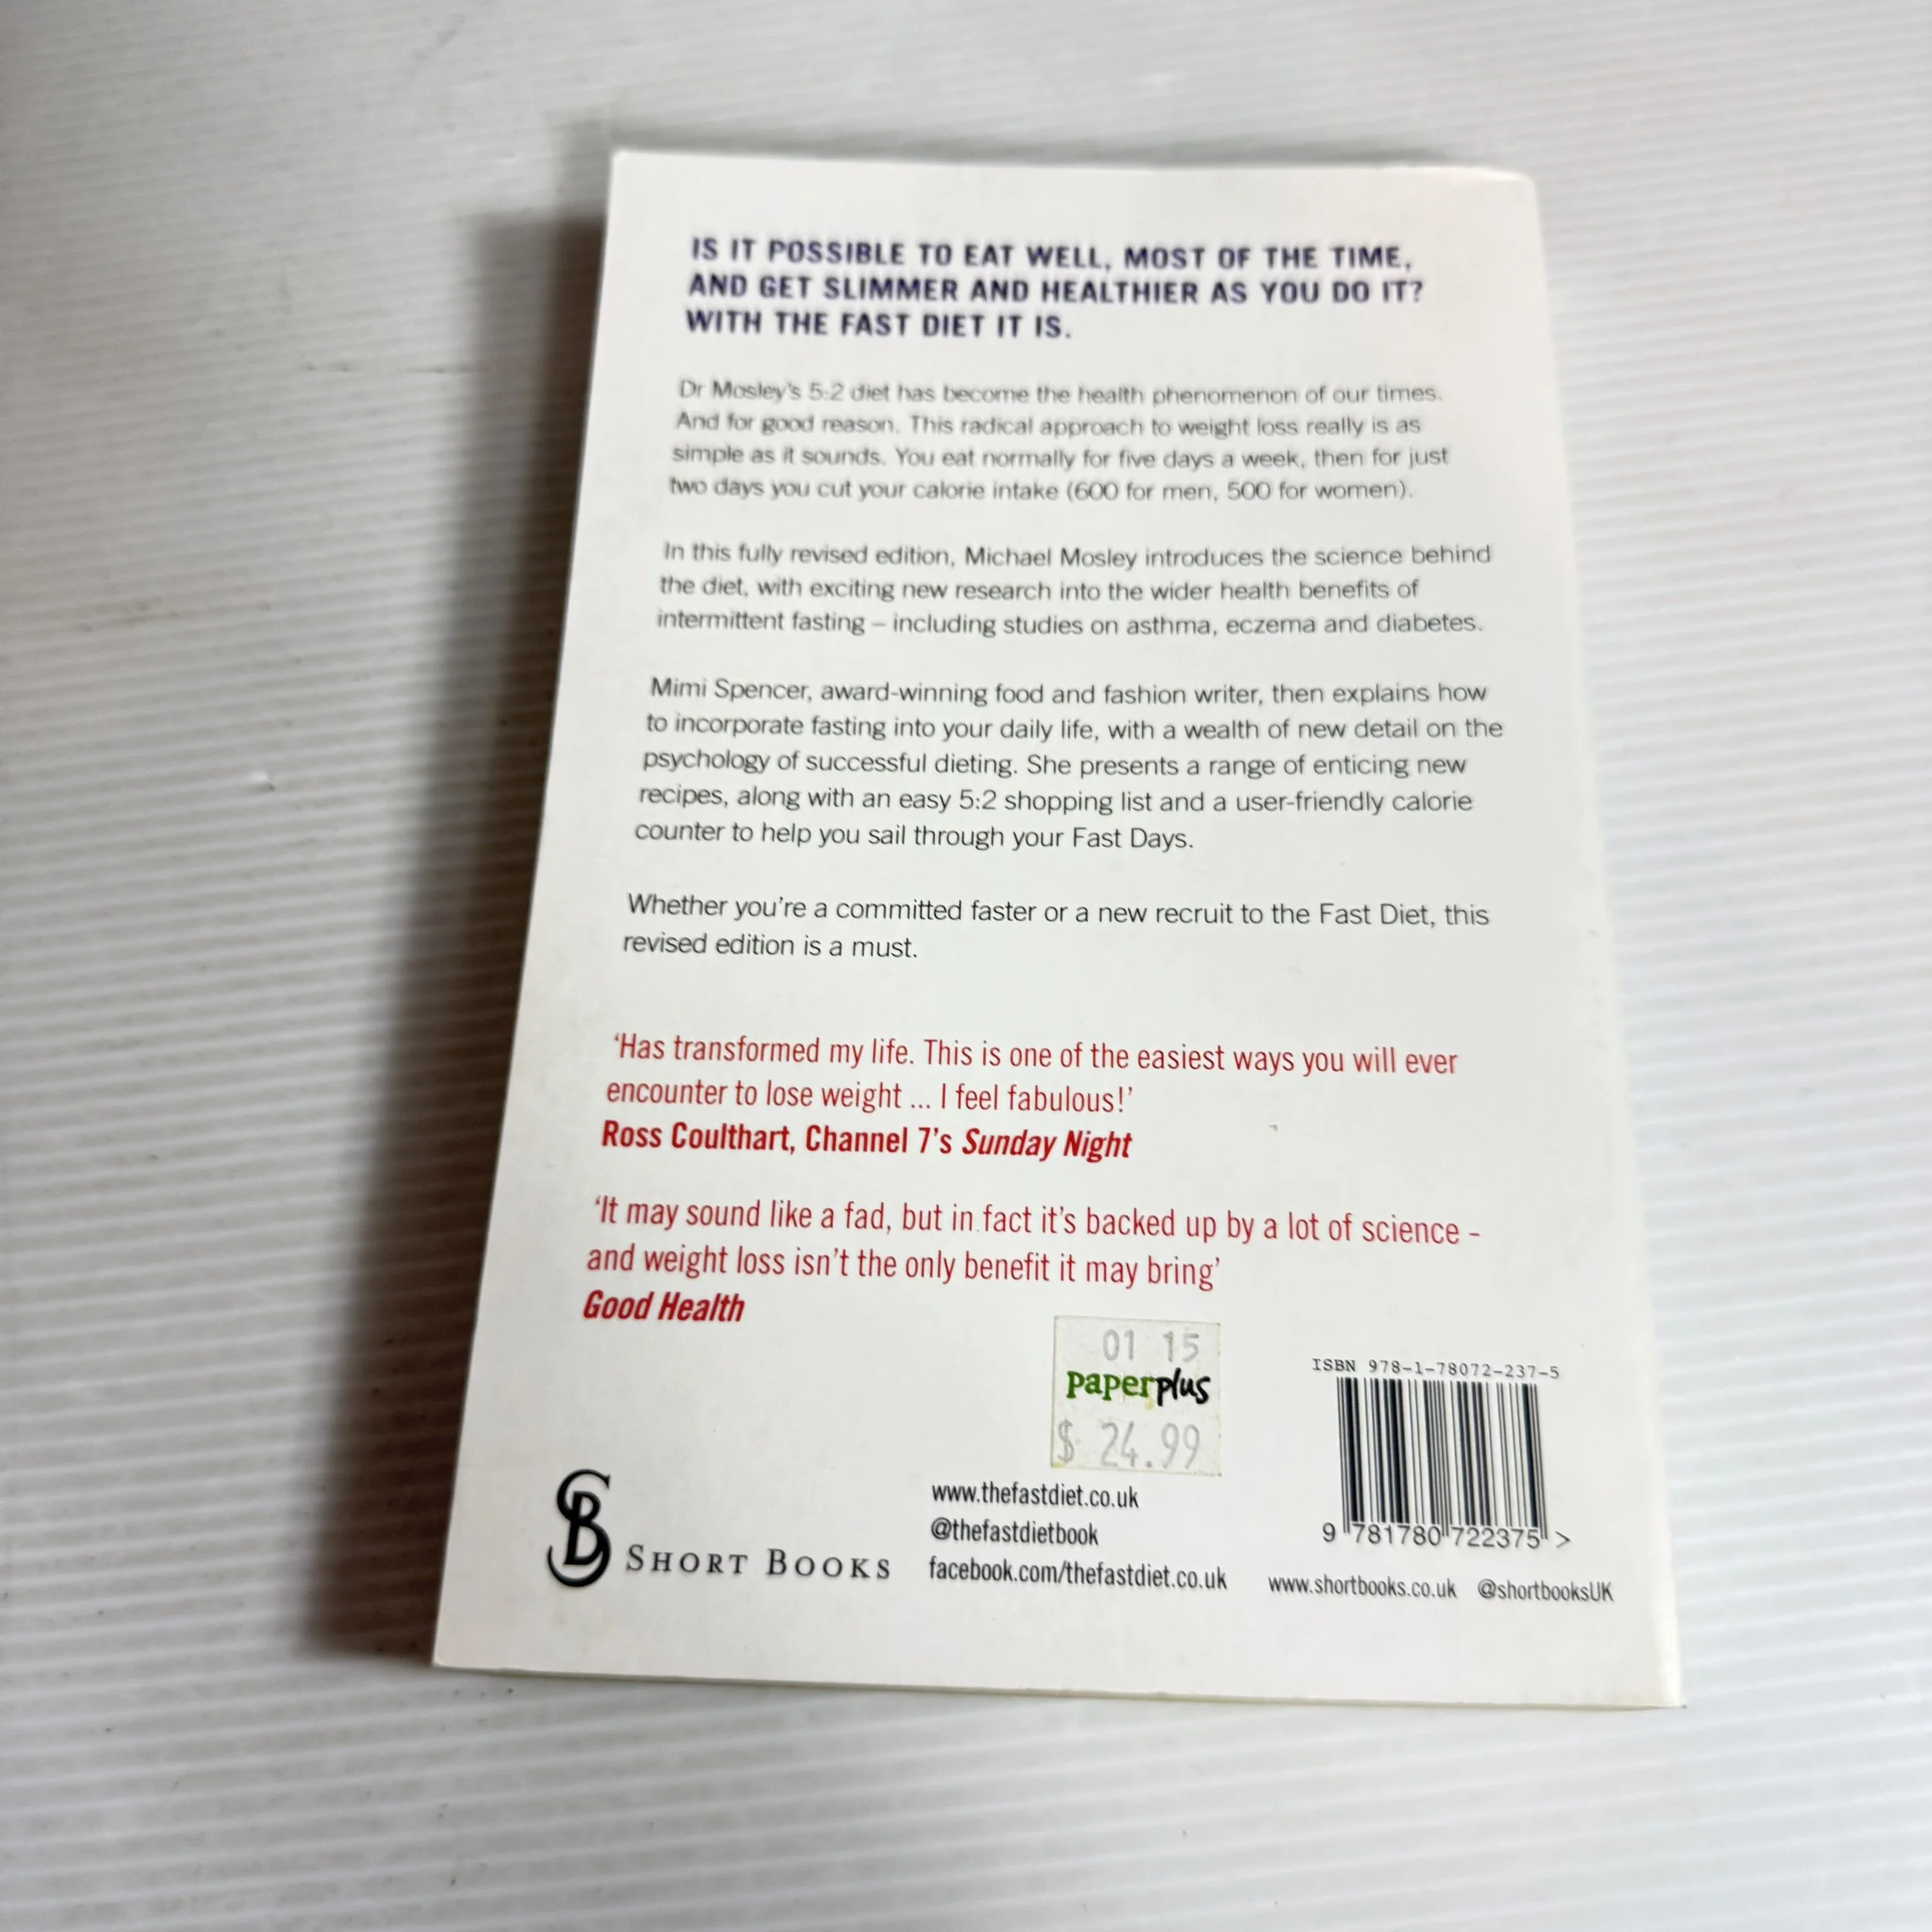 IS IT POSSIBLE TO EAT WELL, MOST OF THE TIME,
AND GET SLIMMER AND HEALTHIER AS YOU DO IT?
WITH THE FAST DIET IT IS.
Dr Mosley's 5:2 diet has become the health phenomenon of our times.
And for good reason. This radical approach to weight loss really is as
simple as it sounds. You eat normally for five days a week, then for just
two days you cut your calorie intake (600 for men, 500 for women).
In this fully revised edition, Michael Mosley introduces the science behind
the diet, with exciting new research into the wider health benefits of
intermittent fasting – including studies on asthma, eczema and diabetes.
Mimi Spencer, award-winning food and fashion writer, then explains how
to incorporate fasting into your daily life, with a wealth of new detail on the
psychology of successful dieting. She presents a range of enticing new
recipes, along with an easy 5:2 shopping list and a user-friendly calorie
counter to help you sail through your Fast Days.
Whether you're a committed faster or a new recruit to the Fast Diet, this
revised edition is a must.
'Has transformed my life. This is one of the easiest ways you will ever
encounter to lose weight ... I feel fabulous!'
Ross Coulthart, Channel 7's Sunday Night
'It may sound like a fad, but in fact it's backed up by a lot of science -
and weight loss isn't the only benefit it may bring'
Good Health
01 15
paperplus
$ 24.99
ISBN 978-1-78072-237-5
9 781780 722375 >
SB SHORT BOOKS
www.thefastdiet.co.uk
@thefastdietbook
facebook.com/thefastdiet.co.uk
www.shortbooks.co.uk @shortbooksUK